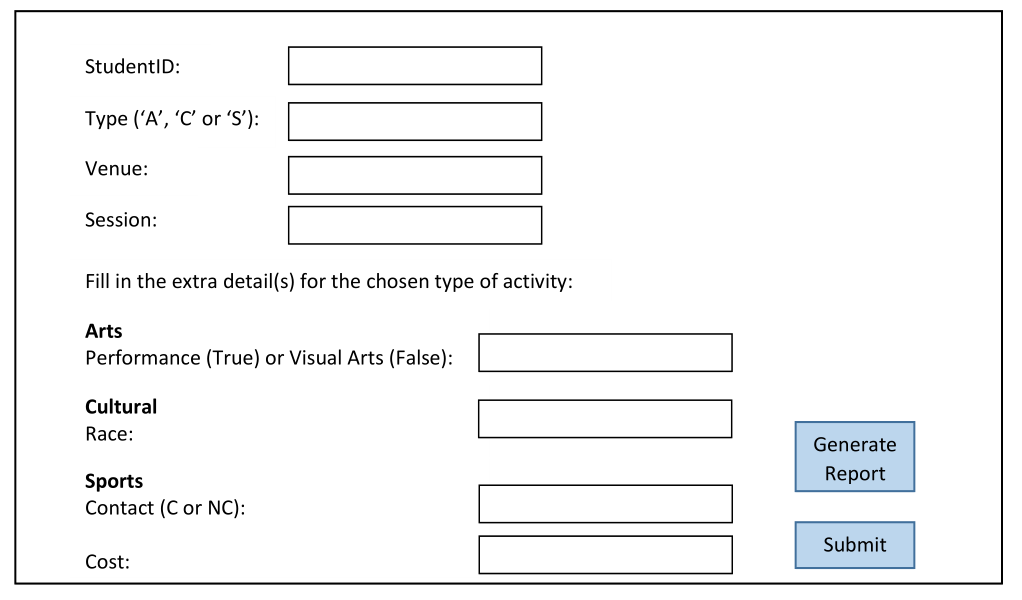 StudentID:
Type (‘A’, ‘C’ or ‘S’):
Venue:
Session:
Fill in the extra detail(s) for the chosen type of activity:
Arts
Performance (True) or Visual Arts (False):
Cultural
Race:
Generate
Report
Sports
Contact (C or NC):
Submit
Cost: